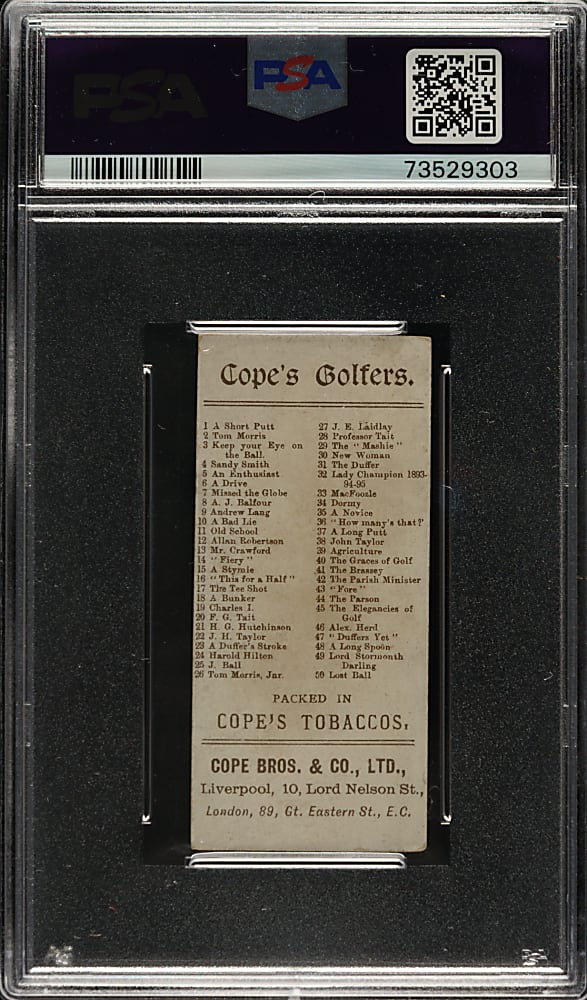 PSA
PSA
73529303
Cope's Golfers.
1 A Short Putt
2 Tom Morris
3 Keep your Eye on
the Ball.
4 Sandy Smith
5 An Enthusiast
6 A Drive
7 Missed the Globe
8 A. J. Balfour
9 Andrew Lang
10 A Bad Lie
11 Old School
12 Allan Robertson
13 Mr. Crawford
14 "Fiery"
15 A Stymie
16 "This for a Half"
17 The Tee Shot
18 A Bunker
19 Charles I.
20 F. G. Tait
21 H. G. Hutchinson
22 J. H. Taylor
23 A Duffer's Stroke
24 Harold Hilton
25 J. Ball
26 Tom Morris, Jnr.
27 J. E. Laidlay
28 Professor Tait
29 The "Mashie"
30 New Woman
31 The Duffer
32 Lady Champion 1893-
94-95
33 MacFoozle
34 Dormy
35 A Novice
36 "How many's that?'
37 A Long Putt
38 John Taylor
39 Agriculture
40 The Graces of Golf
41 The Brassey
42 The Parish Minister
43 "Fore"
44 The Parson
45 The Elegancies of
Golf
46 Alex. Herd
47 "Duffers Yet"
48 A Long Spoon
49 Lord Stormonth
Darling
50 Lost Ball
PACKED IN
COPE'S TOBACCOS,
COPE BROS. & CO., LTD.,
Liverpool, 10, Lord Nelson St.,
London, 89, Gt. Eastern St., E.C.